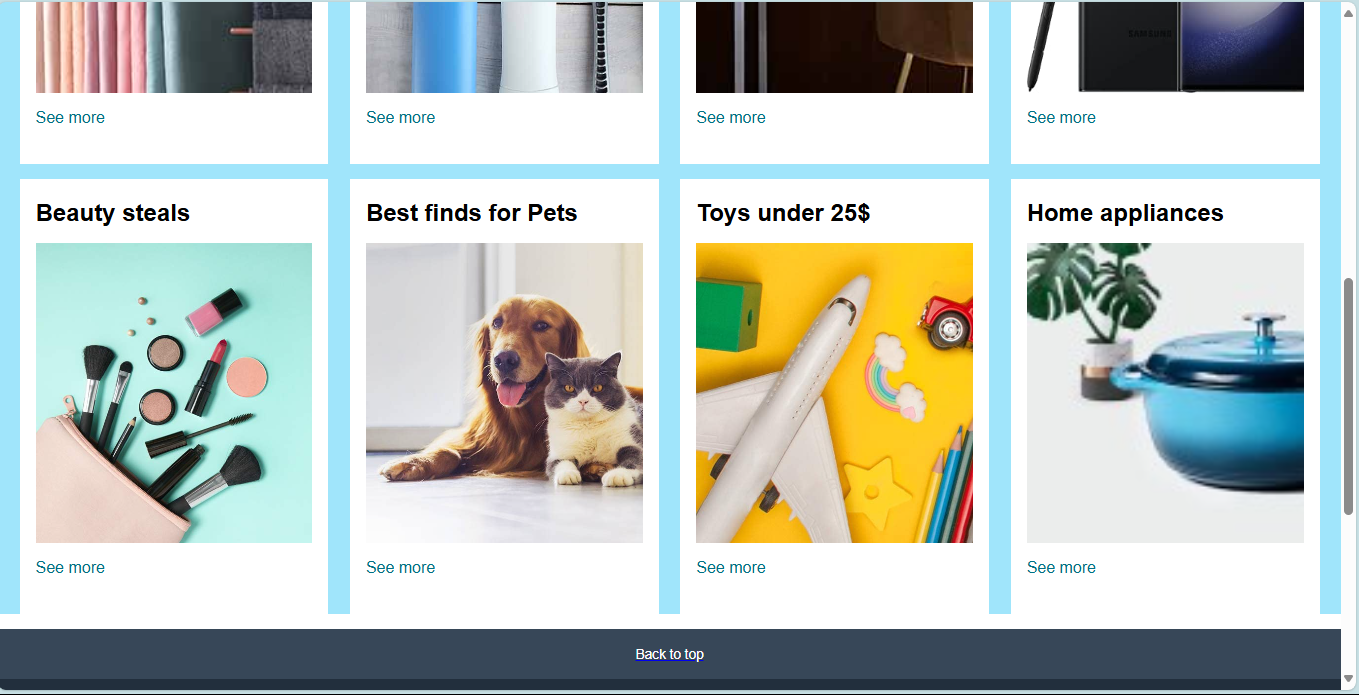 SAMSUNG
See more
See more
See more
See more
Beauty steals
Best finds for Pets
Toys under 25$
Home appliances
See more
See more
See more
See more
Back to top